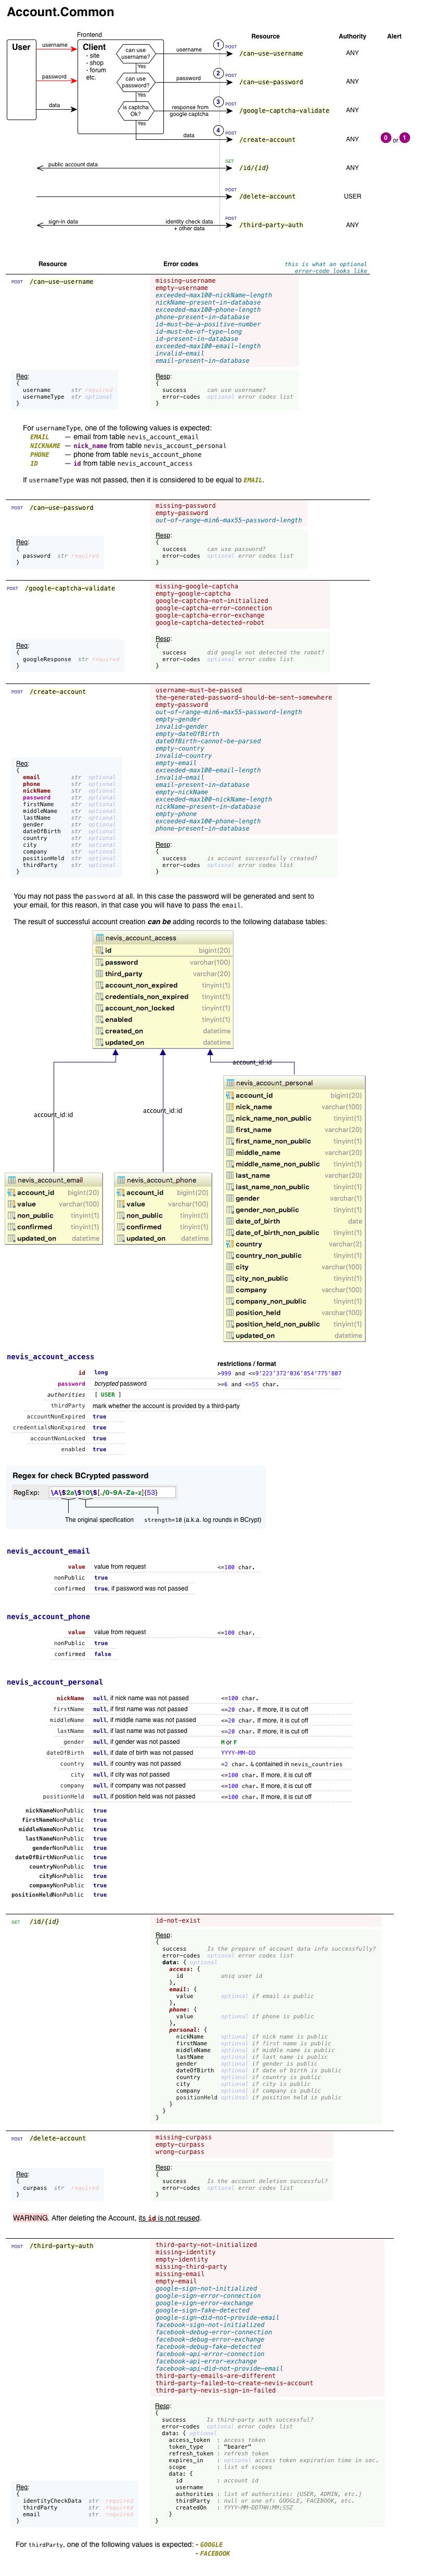 Account.Common
Frontend
Resource Authority Alert
User
username
password
data
Client
- site
- shop
- forum
etc.
can use
username?
Yes
can use
password?
Yes
is captcha
Ok?
Yes
username
1 POST /can-use-username ANY
password
2 POST /can-use-password ANY
response from
google captcha
3 POST /google-captcha-validate ANY
data
4 POST /create-account ANY 0 or 1
public account data
GET /id/{id} ANY
POST /delete-account USER
sign-in data
identity check data
+ other data
POST /third-party-auth ANY
Resource Error codes this is what an optional
error-code looks like
POST /can-use-username
missing-username
empty-username
exceeded-max100-nickName-length
nickName-present-in-database
exceeded-max100-phone-length
phone-present-in-database
id-must-be-a-positive-number
id-must-be-of-type-long
id-present-in-database
exceeded-max100-email-length
invalid-email
email-present-in-database
Req:
{
username str required
usernameType str optional
}
Resp:
{
success can use username?
error-codes optional error codes list
}
For usernameType, one of the following values is expected:
EMAIL — email from table nevis_account_email
NICKNAME — nick_name from table nevis_account_personal
PHONE — phone from table nevis_account_phone
ID — id from table nevis_account_access
If usernameType was not passed, then it is considered to be equal to EMAIL.
POST /can-use-password
missing-password
empty-password
out-of-range-min6-max55-password-length
Req:
{
password str required
}
Resp:
{
success can use password?
error-codes optional error codes list
}
POST /google-captcha-validate
missing-google-captcha
empty-google-captcha
google-captcha-not-initialized
google-captcha-error-connection
google-captcha-error-exchange
google-captcha-detected-robot
Req:
{
googleResponse str required
}
Resp:
{
success did google not detected the robot?
error-codes optional error codes list
}
POST /create-account
username-must-be-passed
the-generated-password-should-be-sent-somewhere
empty-password
out-of-range-min6-max55-password-length
empty-gender
invalid-gender
empty-dateOfBirth
dateOfBirth-cannot-be-parsed
empty-country
invalid-country
empty-email
exceeded-max100-email-length
invalid-email
email-present-in-database
empty-nickName
exceeded-max100-nickName-length
nickName-present-in-database
empty-phone
exceeded-max100-phone-length
phone-present-in-database
Req:
{
email str optional
phone str optional
nickName str optional
password str optional
firstName str optional
middleName str optional
lastName str optional
gender str optional
dateOfBirth str optional
country str optional
city str optional
company str optional
positionHeld str optional
thirdParty str optional
}
Resp:
{
success is account successfully created?
error-codes optional error codes list
}
You may not pass the password at all. In this case the password will be generated and sent to
your email, for this reason, in that case you will have to pass the email.
The result of successful account creation can be adding records to the following database tables:
nevis_account_access
id bigint(20)
password varchar(100)
third_party varchar(20)
account_non_expired tinyint(1)
credentials_non_expired tinyint(1)
account_non_locked tinyint(1)
enabled tinyint(1)
created_on datetime
updated_on datetime
account_id:id
account_id:id
account_id:id
nevis_account_personal
account_id bigint(20)
nick_name varchar(100)
nick_name_non_public tinyint(1)
first_name varchar(20)
first_name_non_public tinyint(1)
middle_name varchar(20)
middle_name_non_public tinyint(1)
last_name varchar(20)
last_name_non_public tinyint(1)
gender varchar(1)
gender_non_public tinyint(1)
date_of_birth date
date_of_birth_non_public tinyint(1)
country varchar(2)
country_non_public tinyint(1)
city varchar(100)
city_non_public tinyint(1)
company varchar(100)
company_non_public tinyint(1)
position_held varchar(100)
position_held_non_public tinyint(1)
updated_on datetime
nevis_account_email
account_id bigint(20)
value varchar(100)
non_public tinyint(1)
confirmed tinyint(1)
updated_on datetime
nevis_account_phone
account_id bigint(20)
value varchar(100)
non_public tinyint(1)
confirmed tinyint(1)
updated_on datetime
nevis_account_access
restrictions / format
id long >999 and <=9'223'372'036'854'775'807
password bcrypted password >=6 and <=55 char.
authorities [ USER ]
thirdParty mark whether the account is provided by a third-party
accountNonExpired true
credentialsNonExpired true
accountNonLocked true
enabled true
Regex for check BCrypted password
RegExp: \A\$2a\$10\$[./0-9A-Za-z]{53}
The original specification strength=10 (a.k.a. log rounds in BCrypt)
nevis_account_email
value value from request <=100 char.
nonPublic true
confirmed true, if password was not passed
nevis_account_phone
value value from request <=100 char.
nonPublic true
confirmed false
nevis_account_personal
nickName null, if nick name was not passed <=100 char.
firstName null, if first name was not passed <=20 char. If more, it is cut off
middleName null, if middle name was not passed <=20 char. If more, it is cut off
lastName null, if last name was not passed <=20 char. If more, it is cut off
gender null, if gender was not passed M or F
dateOfBirth null, if date of birth was not passed YYYY-MM-DD
country null, if country was not passed =2 char. & contained in nevis_countries
city null, if city was not passed <=100 char. If more, it is cut off
company null, if company was not passed <=100 char. If more, it is cut off
positionHeld null, if position held was not passed <=100 char. If more, it is cut off
nickNameNonPublic true
firstNameNonPublic true
middleNameNonPublic true
lastNameNonPublic true
genderNonPublic true
dateOfBirthNonPublic true
countryNonPublic true
cityNonPublic true
companyNonPublic true
positionHeldNonPublic true
GET /id/{id}
id-not-exist
Resp:
{
success Is the prepare of account data info successfully?
error-codes optional error codes list
data: { optional
access: {
id uniq user id
},
email: {
value optional if email is public
},
phone: {
value optional if phone is public
},
personal: {
nickName optional if nick name is public
firstName optional if first name is public
middleName optional if middle name is public
lastName optional if last name is public
gender optional if gender is public
dateOfBirth optional if date of birth is public
country optional if country is public
city optional if city is public
company optional if company is public
positionHeld optional if position held is public
}
}
}
POST /delete-account
missing-curpass
empty-curpass
wrong-curpass
Req:
{
curpass str required
}
Resp:
{
success Is the account deletion successful?
error-codes optional error codes list
}
WARNING. After deleting the Account, its id is not reused.
POST /third-party-auth
third-party-not-initialized
missing-identity
empty-identity
missing-third-party
missing-email
empty-email
google-sign-not-initialized
google-sign-error-connection
google-sign-error-exchange
google-sign-fake-detected
google-sign-did-not-provide-email
facebook-sign-not-initialized
facebook-debug-error-connection
facebook-debug-error-exchange
facebook-debug-fake-detected
facebook-api-error-connection
facebook-api-error-exchange
facebook-api-did-not-provide-email
third-party-emails-are-different
third-party-failed-to-create-nevis-account
third-party-nevis-sign-in-failed
Req:
{
identityCheckData str required
thirdParty str required
email str required
}
Resp:
{
success Is third-party auth successful?
error-codes optional error codes list
data: { optional
access_token : access token
token_type : "bearer"
refresh_token : refresh token
expires_in : optional access token expiration time in sec.
scope : list of scopes
data: {
id : account id
username
authorities : list of authorities: [USER, ADMIN, etc.]
thirdParty : null or one of: GOOGLE, FACEBOOK, etc.
createdOn : YYYY-MM-DDTHH:MM:SSZ
}
}
For thirdParty, one of the following values is expected: - GOOGLE
- FACEBOOK